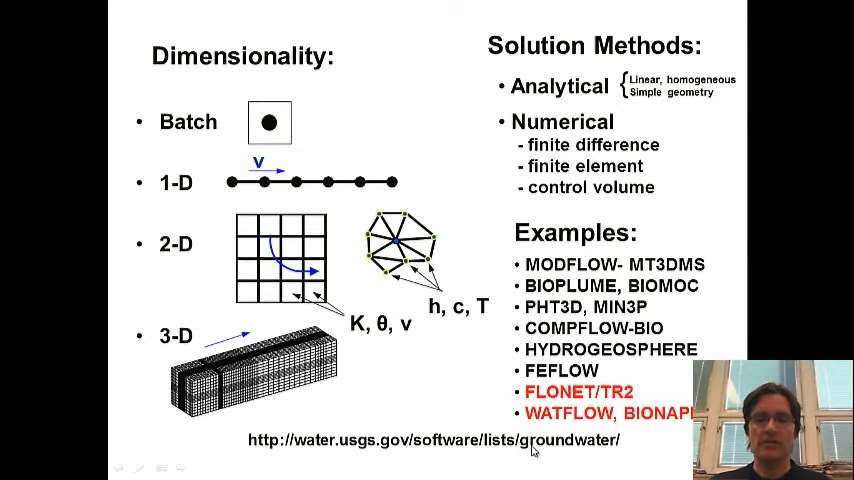 Dimensionality:
• Batch
• 1-D
v
• 2-D
K, θ, v
h, c, T
• 3-D
Solution Methods:
• Analytical { Linear, homogeneous
Simple geometry
• Numerical
- finite difference
- finite element
- control volume
Examples:
• MODFLOW- MT3DMS
• BIOPLUME, BIOMOC
• PHT3D, MIN3P
• COMPFLOW-BIO
• HYDROGEOSPHERE
• FEFLOW
• FLONET/TR2
• WATFLOW,
http://water.usgs.gov/software/lists/groundwater/